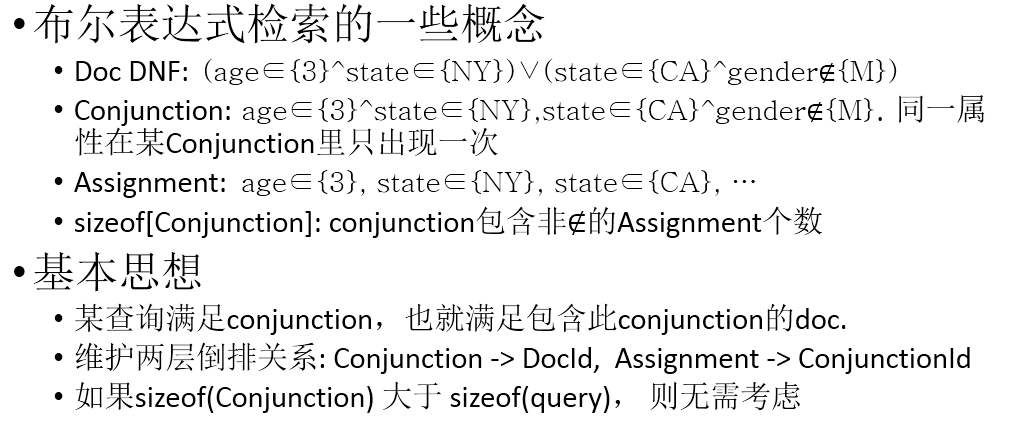 • 布尔表达式检索的一些概念
• Doc DNF: (age∈{3}^state∈{NY})∨(state∈{CA}^gender∉{M})
• Conjunction: age∈{3}^state∈{NY},state∈{CA}^gender∉{M}. 同一属
性在某Conjunction里只出现一次
• Assignment: age∈{3}, state∈{NY}, state∈{CA}, …
• sizeof[Conjunction]: conjunction包含非∉的Assignment个数
• 基本思想
• 某查询满足conjunction，也就满足包含此conjunction的doc.
• 维护两层倒排关系: Conjunction -> DocId, Assignment -> ConjunctionId
• 如果sizeof(Conjunction) 大于 sizeof(query)， 则无需考虑